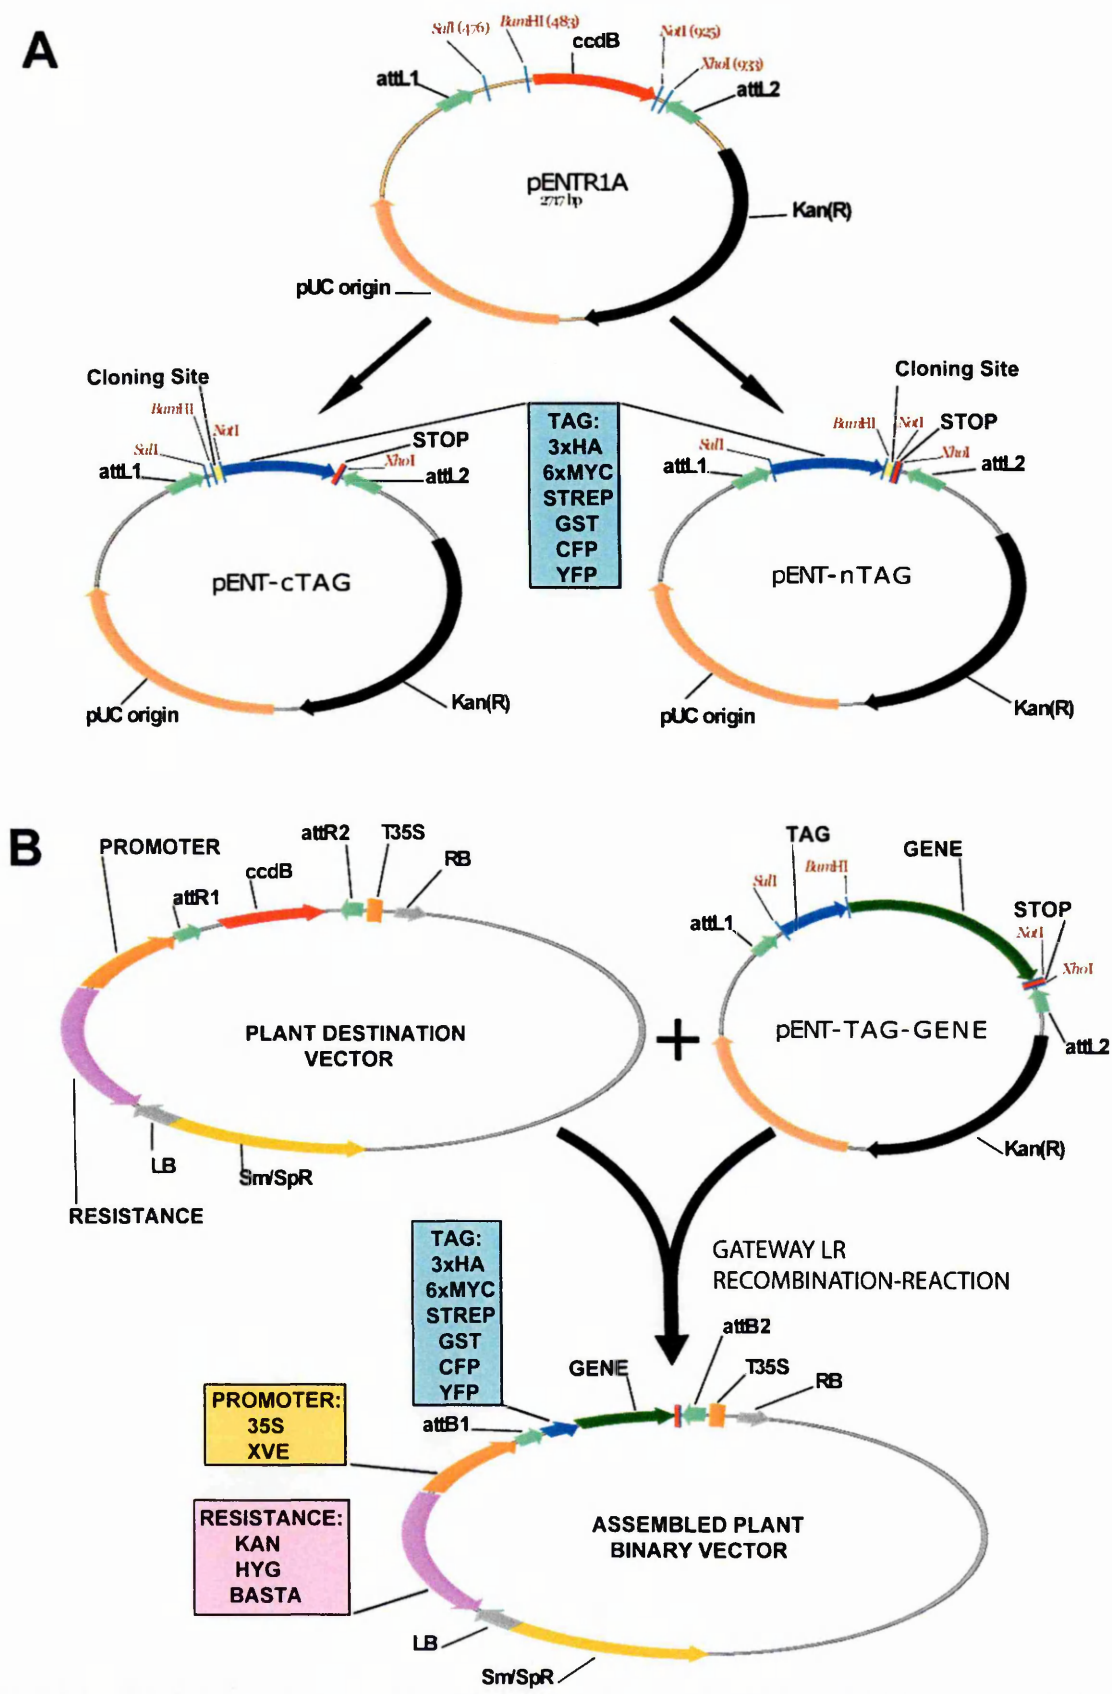 A
SalI (476)
BamHI (483)
ccdB
NotI (925)
XhoI (933)
attL1
attL2
pENTR1A
2717 bp
Kan(R)
pUC origin
Cloning Site
BamHI
NotI
SalI
STOP
XhoI
attL1
attL2
pENT-cTAG
pUC origin
Kan(R)
TAG:
3xHA
6xMYC
STREP
GST
CFP
YFP
Cloning Site
BamHI
NotI
STOP
SalI
XhoI
attL1
attL2
pENT-nTAG
pUC origin
Kan(R)
B
PROMOTER
attR1
ccdB
attR2
T35S
RB
PLANT DESTINATION
VECTOR
LB
Sm/SpR
RESISTANCE
+
TAG
GENE
SalI
BamHI
STOP
NotI
XhoI
attL1
attL2
pENT-TAG-GENE
Kan(R)
GATEWAY LR
RECOMBINATION-REACTION
TAG:
3xHA
6xMYC
STREP
GST
CFP
YFP
attB2
GENE
T35S
RB
attB1
PROMOTER:
35S
XVE
RESISTANCE:
KAN
HYG
BASTA
ASSEMBLED PLANT
BINARY VECTOR
LB
Sm/SpR